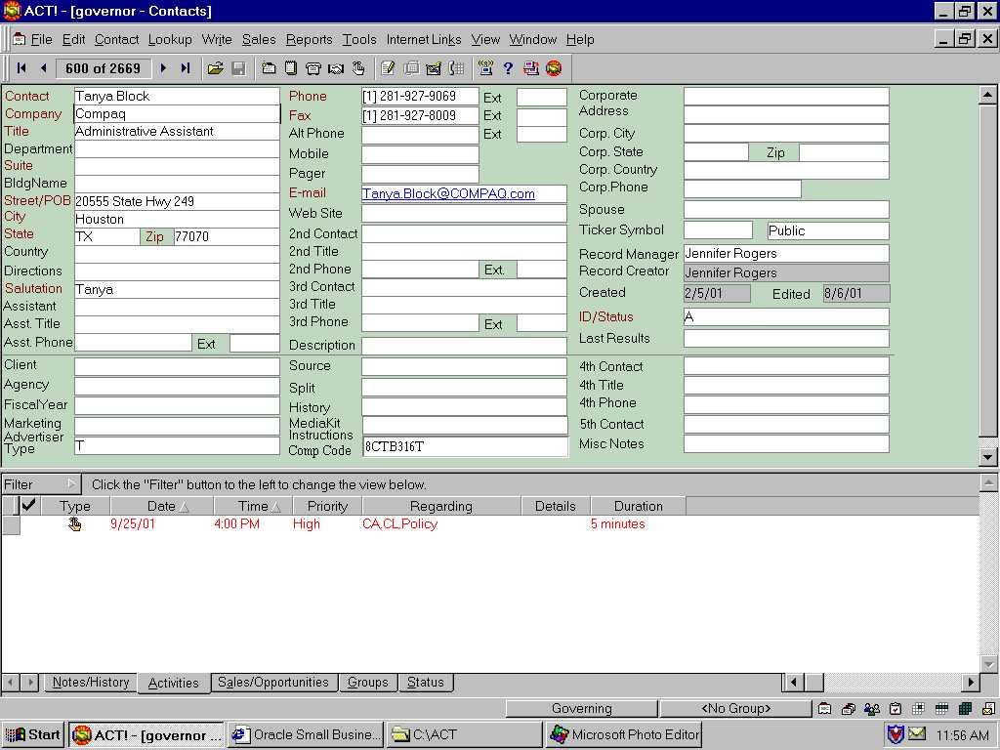 ACT! - [governor - Contacts]
File Edit Contact Lookup Write Sales Reports Tools Internet Links View Window Help
600 of 2669
Contact Tanya Block Phone [1] 281-927-9069 Ext Corporate Address
Company Compaq Fax [1] 281-927-8009 Ext
Title Administrative Assistant Alt Phone Ext Corp. City
Department Mobile Corp. State Zip
Suite Pager Corp. Country
BldgName E-mail Tanya.Block@COMPAQ.com Corp.Phone
Street/POB 20555 State Hwy 249 Web Site Spouse
City Houston 2nd Contact Ticker Symbol Public
State TX Zip 77070 2nd Title Record Manager Jennifer Rogers
Country 2nd Phone Ext. Record Creator Jennifer Rogers
Directions 3rd Contact Created 2/5/01 Edited 8/6/01
Salutation Tanya 3rd Title ID/Status A
Assistant 3rd Phone Ext Last Results
Asst. Title
Asst. Phone Ext Description
Client Source 4th Contact
Agency Split 4th Title
FiscalYear History 4th Phone
Marketing MediaKit Instructions 5th Contact
Advertiser Type T Comp Code 8CTB316T Misc Notes
Filter Click the "Filter" button to the left to change the view below.
Type Date Time Priority Regarding Details Duration
9/25/01 4:00 PM High CA,CL,Policy 5 minutes
Notes/History Activities Sales/Opportunities Groups Status
Governing <No Group>
Start ACT! - [governor ... Oracle Small Busine... C:\ACT Microsoft Photo Editor 11:56 AM